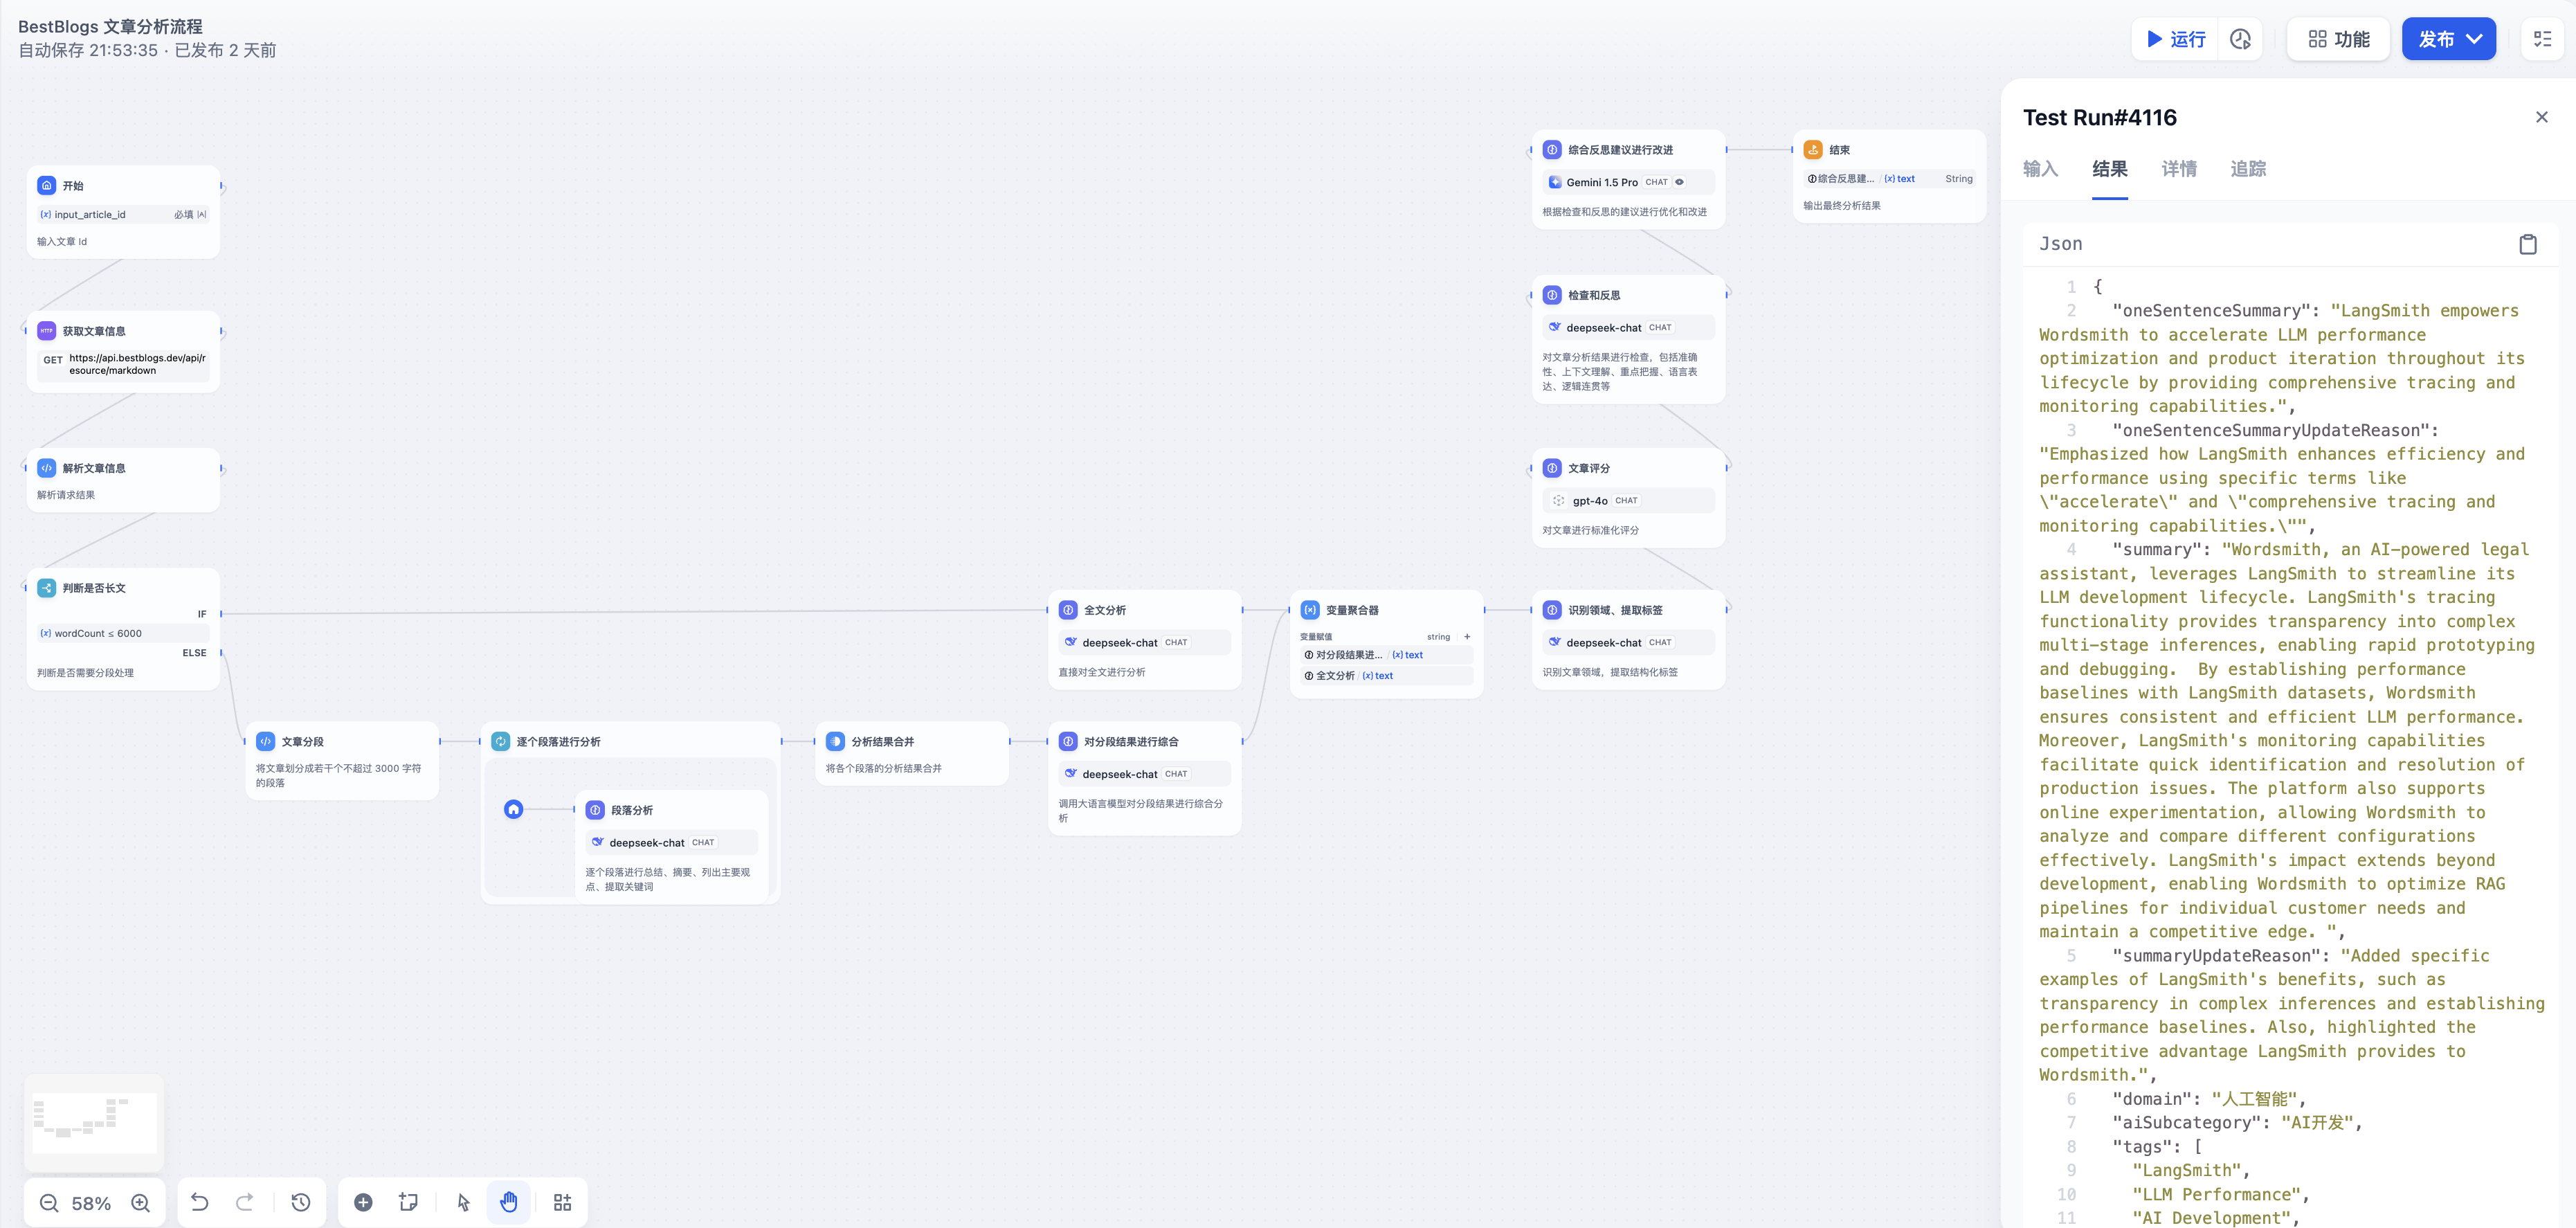 BestBlogs 文章分析流程
自动保存 21:53:35 · 已发布 2 天前
运行
功能
发布
开始
(x) input_article_id 必填
输入文章 Id
HTTP 获取文章信息
GET https://api.bestblogs.dev/api/r
esource/markdown
解析文章信息
解析请求结果
判断是否长文
IF
(x) wordCount ≤ 6000
ELSE
判断是否需要分段处理
文章分段
将文章划分成若干个不超过 3000 字符
的段落
逐个段落进行分析
段落分析
deepseek-chat CHAT
逐个段落进行总结、摘要、列出主要观
点、提取关键词
分析结果合并
将各个段落的分析结果合并
全文分析
deepseek-chat CHAT
直接对全文进行分析
对分段结果进行综合
deepseek-chat CHAT
调用大语言模型对分段结果进行综合分
析
变量聚合器
变量赋值 string +
对分段结果进... / (x) text
全文分析 / (x) text
识别领域、提取标签
deepseek-chat CHAT
识别文章领域，提取结构化标签
文章评分
gpt-4o CHAT
对文章进行标准化评分
检查和反思
deepseek-chat CHAT
对文章分析结果进行检查，包括准确
性、上下文理解、重点把握、语言表
达、逻辑连贯等
综合反思建议进行改进
Gemini 1.5 Pro CHAT
根据检查和反思的建议进行优化和改进
结束
综合反思建... / (x) text String
输出最终分析结果
58%
Test Run#4116
输入 结果 详情 追踪
Json
1 {
2 "oneSentenceSummary": "LangSmith empowers
Wordsmith to accelerate LLM performance
optimization and product iteration throughout its
lifecycle by providing comprehensive tracing and
monitoring capabilities.",
3 "oneSentenceSummaryUpdateReason":
"Emphasized how LangSmith enhances efficiency and
performance using specific terms like
\"accelerate\" and \"comprehensive tracing and
monitoring capabilities.\"",
4 "summary": "Wordsmith, an AI-powered legal
assistant, leverages LangSmith to streamline its
LLM development lifecycle. LangSmith's tracing
functionality provides transparency into complex
multi-stage inferences, enabling rapid prototyping
and debugging.  By establishing performance
baselines with LangSmith datasets, Wordsmith
ensures consistent and efficient LLM performance.
Moreover, LangSmith's monitoring capabilities
facilitate quick identification and resolution of
production issues. The platform also supports
online experimentation, allowing Wordsmith to
analyze and compare different configurations
effectively. LangSmith's impact extends beyond
development, enabling Wordsmith to optimize RAG
pipelines for individual customer needs and
maintain a competitive edge. ",
5 "summaryUpdateReason": "Added specific
examples of LangSmith's benefits, such as
transparency in complex inferences and establishing
performance baselines. Also, highlighted the
competitive advantage LangSmith provides to
Wordsmith.",
6 "domain": "人工智能",
7 "aiSubcategory": "AI开发",
8 "tags": [
9 "LangSmith",
10 "LLM Performance",
11 "AI Development",